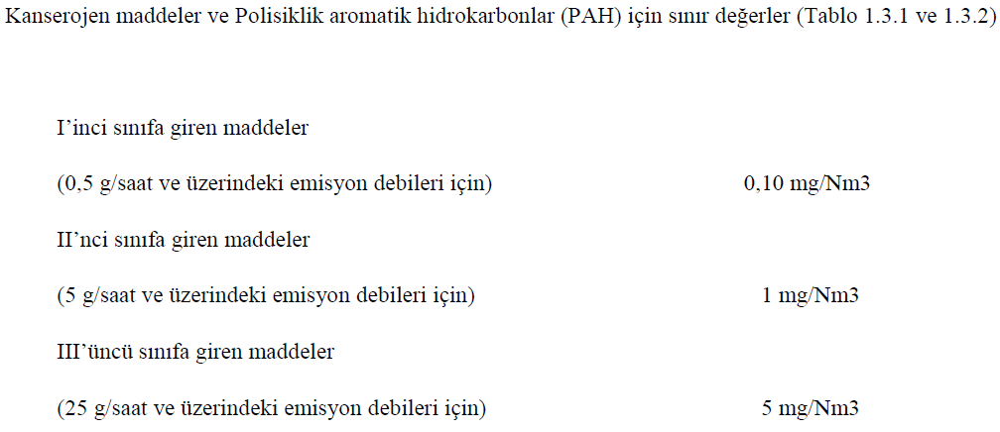 Kanserojen maddeler ve Polisiklik aromatik hidrokarbonlar (PAH) için sınır değerler (Tablo 1.3.1 ve 1.3.2)
I’inci sınıfa giren maddeler
(0,5 g/saat ve üzerindeki emisyon debileri için) 0,10 mg/Nm3
II’nci sınıfa giren maddeler
(5 g/saat ve üzerindeki emisyon debileri için) 1 mg/Nm3
III’üncü sınıfa giren maddeler
(25 g/saat ve üzerindeki emisyon debileri için) 5 mg/Nm3